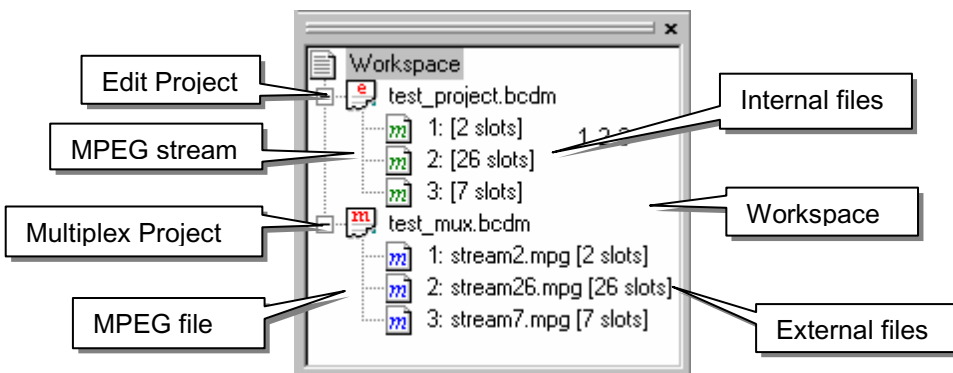 Workspace
Edit Project
e
test_project.bcdm
Internal files
m 1: [2 slots]
MPEG stream
m 2: [26 slots]
m 3: [7 slots]
Workspace
Multiplex Project
m
test_mux.bcdm
m 1: stream2.mpg [2 slots]
m 2: stream26.mpg [26 slots]
MPEG file
m 3: stream7.mpg [7 slots]
External files